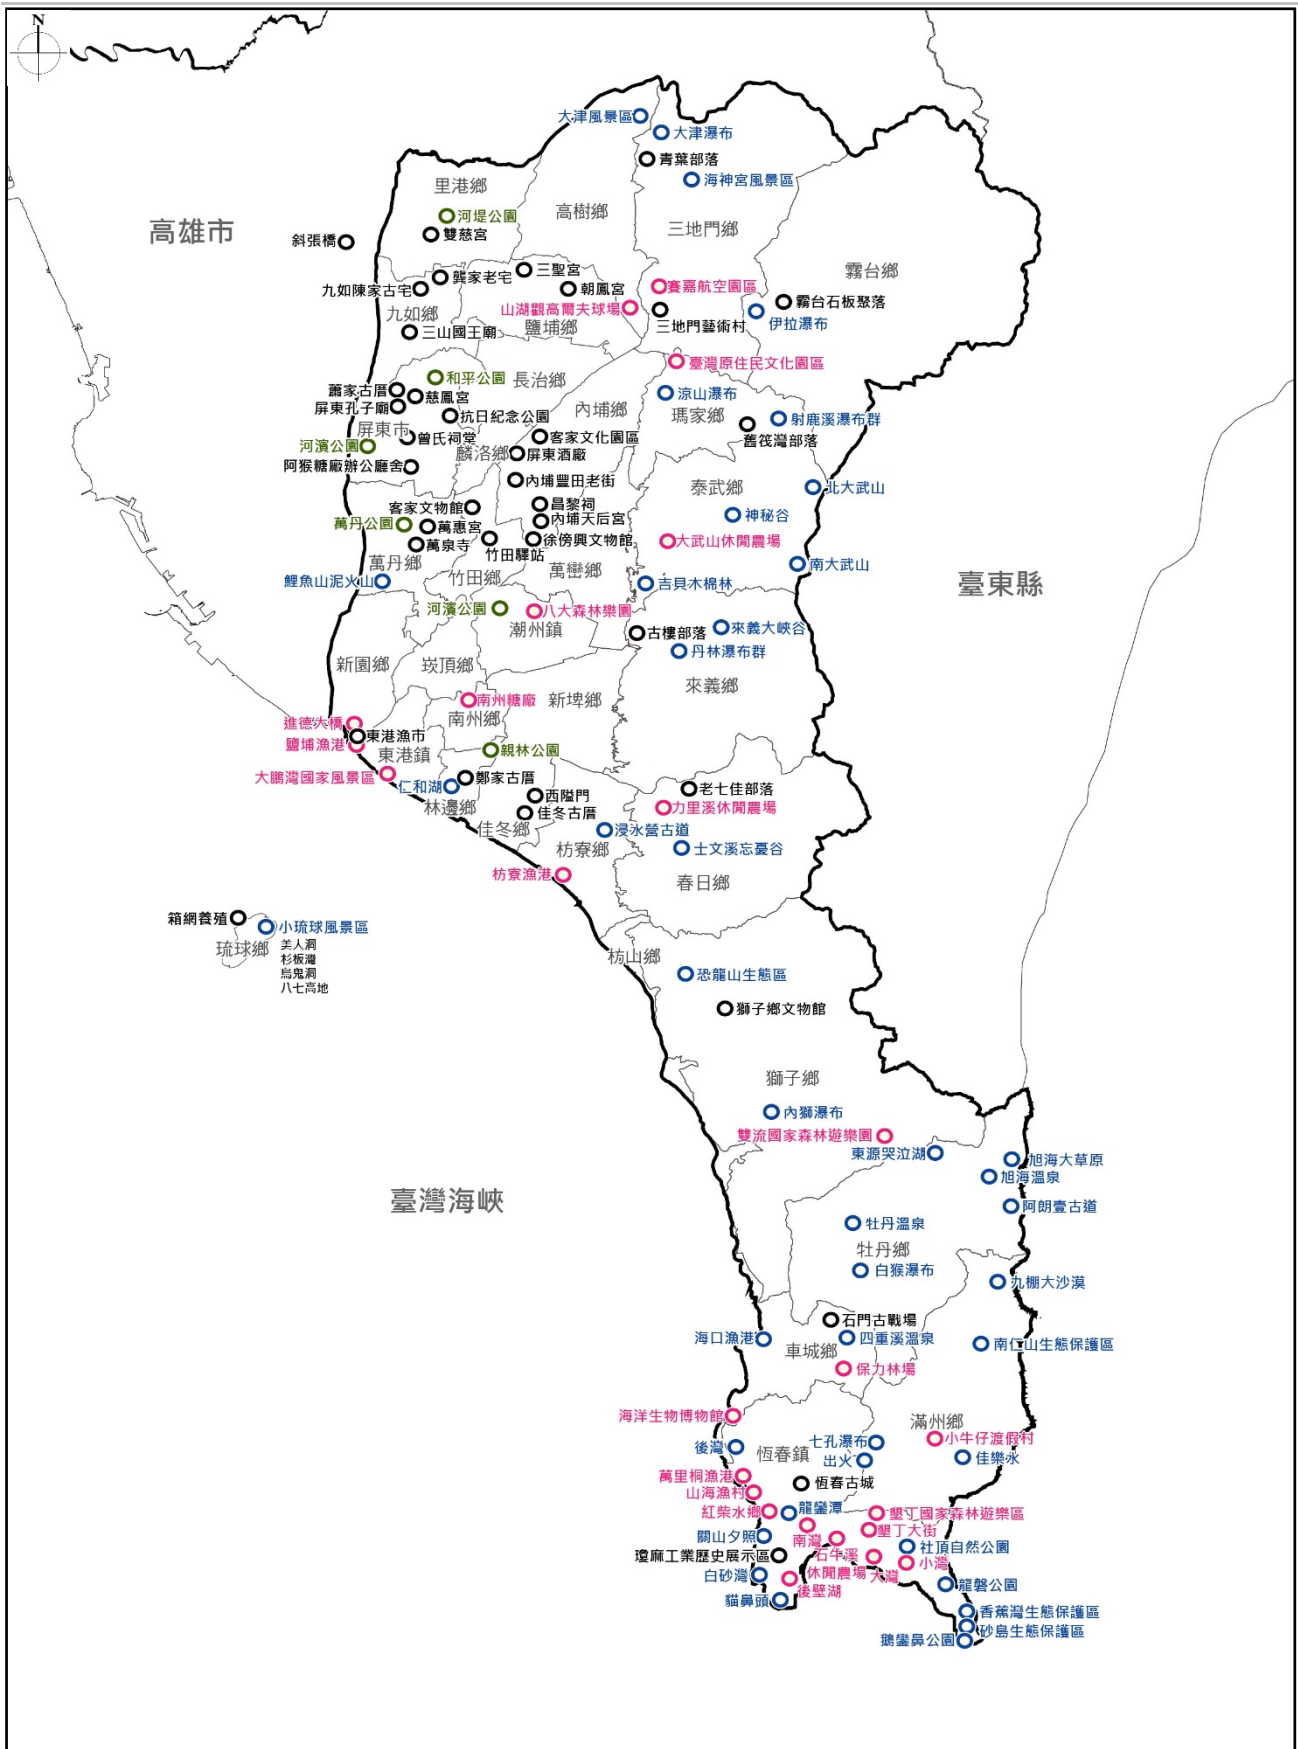 N
大津風景區
大津瀑布
青葉部落
海神宮風景區
里港鄉
高樹鄉
河堤公園
三地門鄉
高雄市
雙慈宮
斜張橋
霧台鄉
三聖宮
龔家老宅
九如陳家古宅
朝鳳宮
賽嘉航空園區
霧台石板聚落
山湖觀高爾夫球場
九如鄉
伊拉瀑布
三地門藝術村
鹽埔鄉
三山國王廟
臺灣原住民文化園區
和平公園
長治鄉
蕭家古厝
慈鳳宮
涼山瀑布
屏東孔子廟
抗日紀念公園
內埔鄉
瑪家鄉
射鹿溪瀑布群
屏東市
曾氏祠堂
客家文化園區
舊筏灣部落
河濱公園
麟洛鄉
屏東酒廠
阿猴糖廠辦公廳舍
內埔豐田老街
泰武鄉
北大武山
客家文物館
昌黎祠
神秘谷
萬丹公園
萬惠宮
內埔天后宮
萬泉寺
竹田驛站
徐傍興文物館
大武山休閒農場
萬丹鄉
萬巒鄉
南大武山
鯉魚山泥火山
竹田鄉
吉貝木棉林
臺東縣
河濱公園
八大森林樂園
潮州鎮
古樓部落
來義大峽谷
丹林瀑布群
新園鄉
崁頂鄉
來義鄉
南州糖廠
新埤鄉
南州鄉
進德大橋
東港漁市
鹽埔漁港
東港鎮
親林公園
大鵬灣國家風景區
鄭家古厝
仁和湖
老七佳部落
西隘門
林邊鄉
力里溪休閒農場
佳冬古厝
佳冬鄉
浸水營古道
枋寮鄉
士文溪忘憂谷
枋寮漁港
春日鄉
箱網養殖
小琉球風景區
琉球鄉
美人洞
杉板灣
烏鬼洞
八七高地
枋山鄉
恐龍山生態區
獅子鄉文物館
獅子鄉
內獅瀑布
雙流國家森林遊樂園
東源哭泣湖
旭海大草原
旭海溫泉
臺灣海峽
阿朗壹古道
牡丹溫泉
牡丹鄉
白猴瀑布
九棚大沙漠
石門古戰場
海口漁港
四重溪溫泉
南仁山生態保護區
車城鄉
保力林場
海洋生物博物館
滿州鄉
小牛仔渡假村
後灣
七孔瀑布
恆春鎮
出火
佳樂水
萬里桐漁港
恆春古城
山海漁村
紅柴水鄉
龍鑾潭
墾丁國家森林遊樂區
墾丁大街
關山夕照
南灣
社頂自然公園
瓊麻工業歷史展示區
石牛溪
休閒農場
小灣
白砂灣
大灣
後壁湖
龍磐公園
貓鼻頭
香蕉灣生態保護區
砂島生態保護區
鵝鑾鼻公園